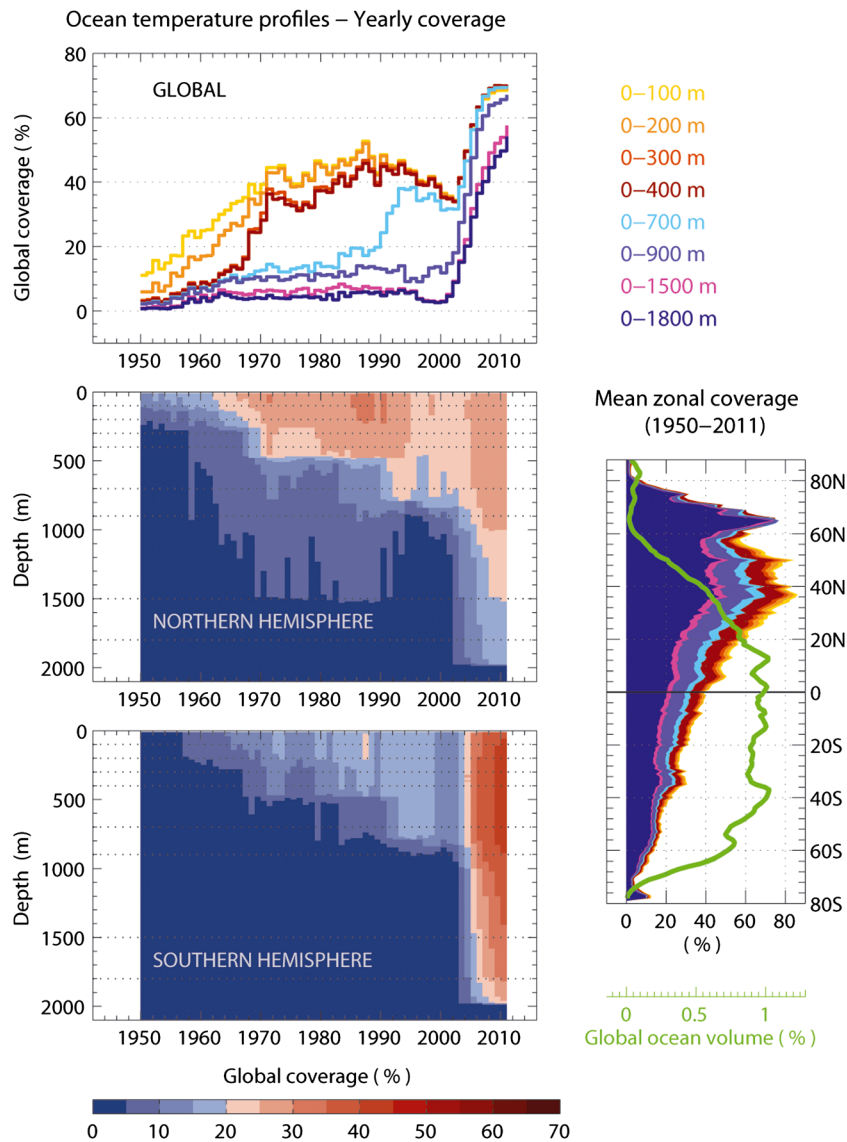 Ocean temperature profiles − Yearly coverage
80
60
40
20
0
Global coverage ( % )
GLOBAL
1950 1960 1970 1980 1990 2000 2010
0−100 m
0−200 m
0−300 m
0−400 m
0−700 m
0−900 m
0−1500 m
0−1800 m
0
500
1000
1500
2000
Depth (m)
NORTHERN HEMISPHERE
1950 1960 1970 1980 1990 2000 2010
0
500
1000
1500
2000
Depth (m)
SOUTHERN HEMISPHERE
1950 1960 1970 1980 1990 2000 2010
Global coverage ( % )
0 10 20 30 40 50 60 70
Mean zonal coverage
(1950−2011)
80N
60N
40N
20N
0
20S
40S
60S
80S
0 20 40 60 80
( % )
0 0.5 1
Global ocean volume ( % )